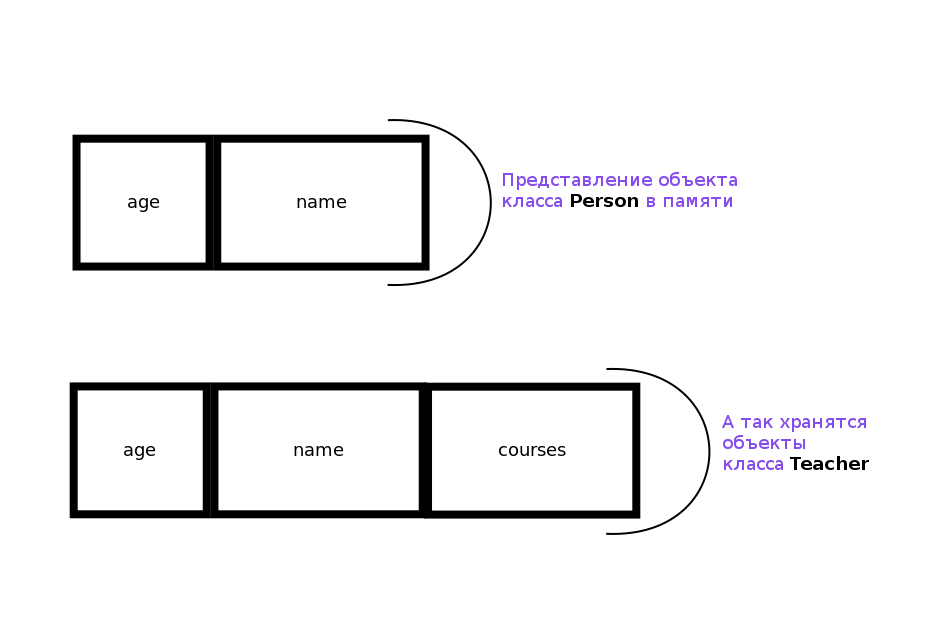 age
name
Представление объекта
класса Person в памяти
age
name
courses
А так хранятся
объекты
класса Teacher